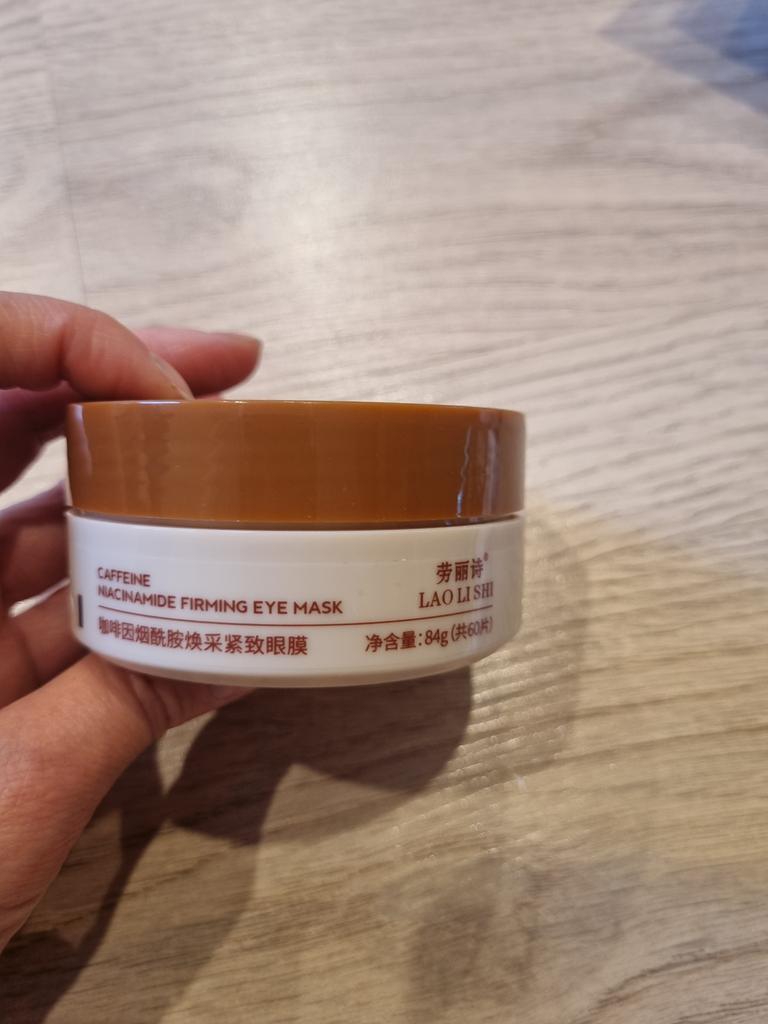 CAFFEINE
NIACINAMIDE FIRMING EYE MASK
咖啡因烟酰胺焕采紧致眼膜
劳丽诗®
LAO LI SHI
净含量:84g(共60片)